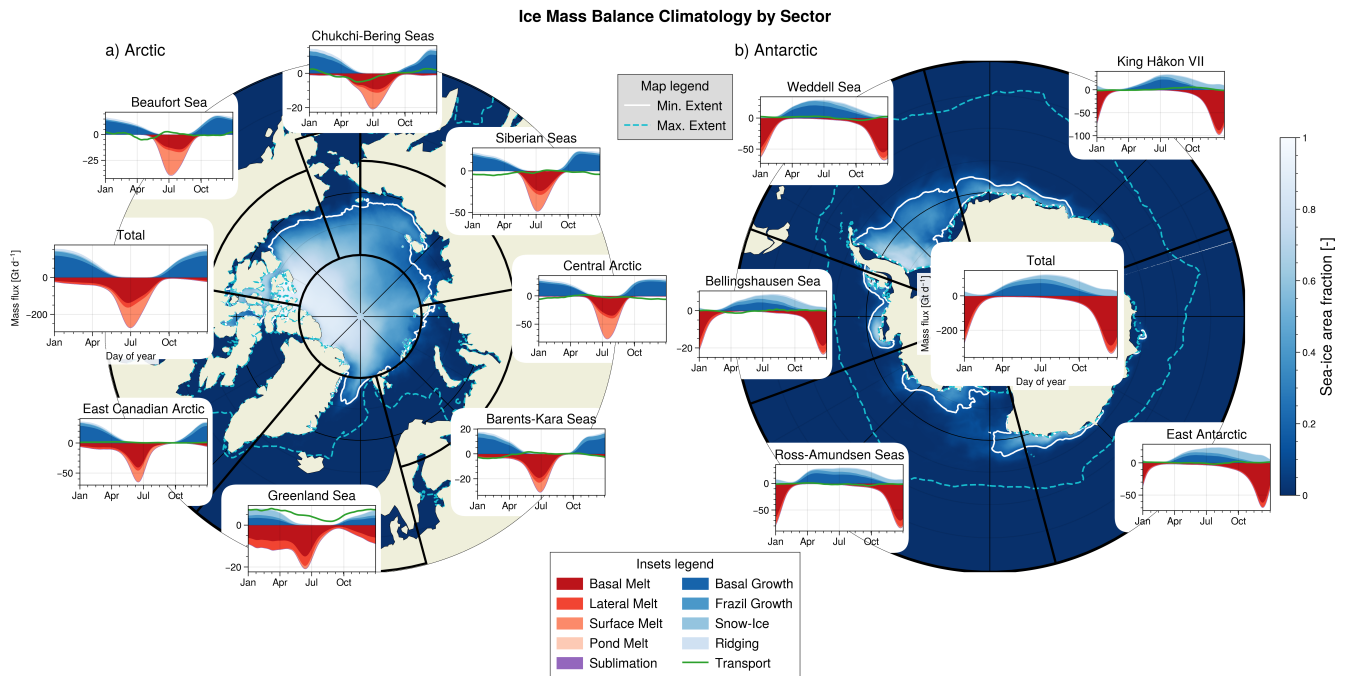 Ice Mass Balance Climatology by Sector
a) Arctic
b) Antarctic
Chukchi-Bering Seas
0
−20
Jan Apr Jul Oct
Beaufort Sea
0
−25
Jan Apr Jul Oct
Siberian Seas
0
−50
Jan Apr Jul Oct
Total
Mass flux [Gt d⁻¹]
0
−200
Jan Apr Jul Oct
Day of year
Central Arctic
0
−50
Jan Apr Jul Oct
East Canadian Arctic
0
−50
Jan Apr Jul Oct
Barents-Kara Seas
20
0
−20
Jan Apr Jul Oct
Greenland Sea
0
−20
Jan Apr Jul Oct
Map legend
Min. Extent
Max. Extent
Weddell Sea
0
−50
Jan Apr Jul Oct
King Håkon VII
0
−50
−100
Jan Apr Jul Oct
Bellingshausen Sea
0
−20
Jan Apr Jul Oct
Total
Mass flux [Gt d⁻¹]
0
−200
Jan Apr Jul Oct
Day of year
Ross-Amundsen Seas
0
−50
Jan Apr Jul Oct
East Antarctic
0
−50
Jan Apr Jul Oct
1
0.8
0.6
0.4
0.2
0
Sea-ice area fraction [-]
Insets legend
Basal Melt
Lateral Melt
Surface Melt
Pond Melt
Sublimation
Basal Growth
Frazil Growth
Snow-Ice
Ridging
Transport